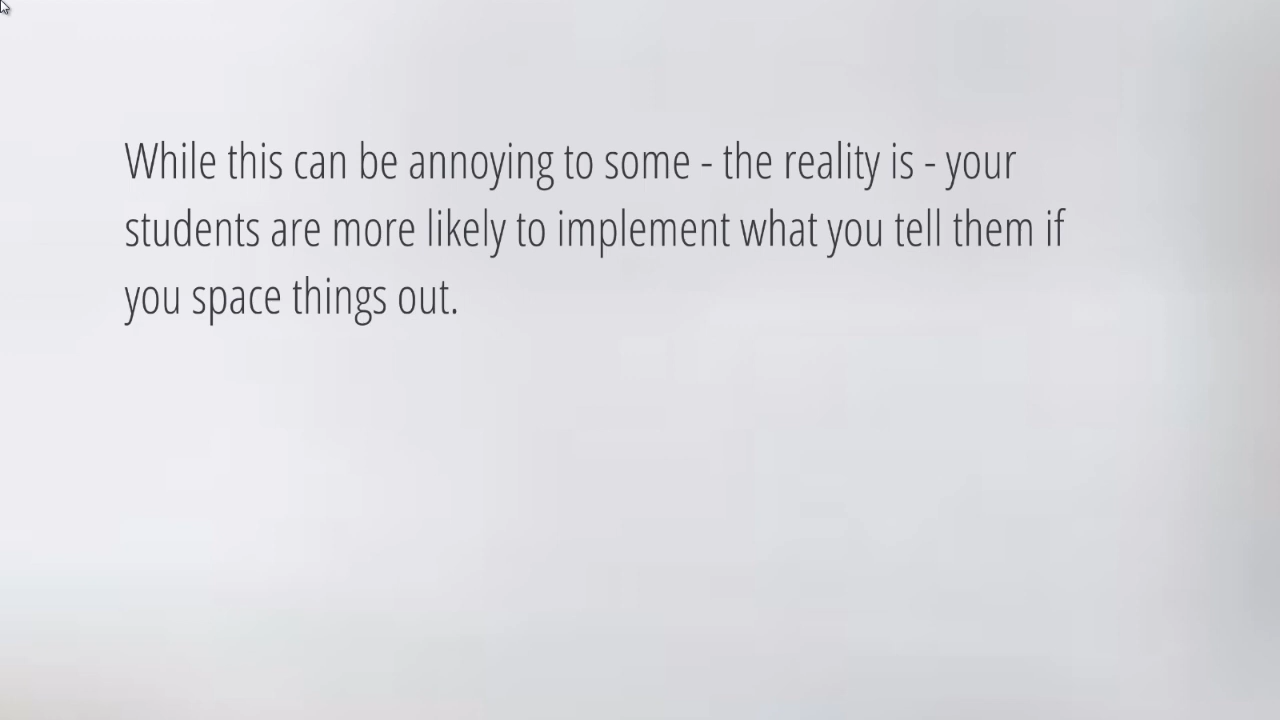 While this can be annoying to some - the reality is - your
students are more likely to implement what you tell them if
you space things out.